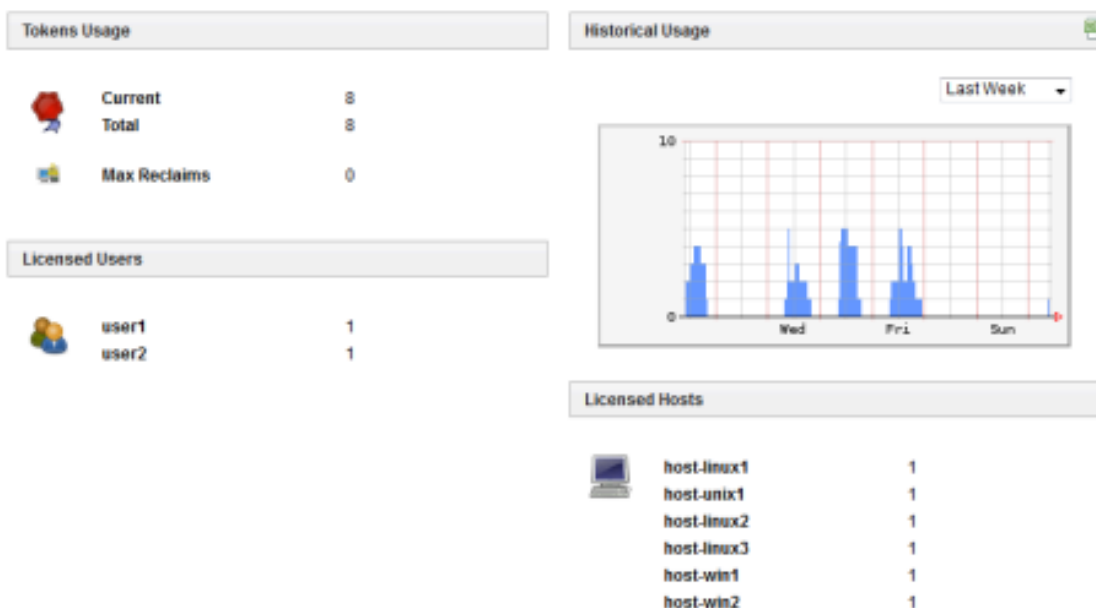 Tokens Usage
Current 8
Total 8
Max Reclaims 0
Licensed Users
user1 1
user2 1
Historical Usage
Last Week
10
0
Wed Fri Sun
Licensed Hosts
host-linux1 1
host-unix1 1
host-linux2 1
host-linux3 1
host-win1 1
host-win2 1